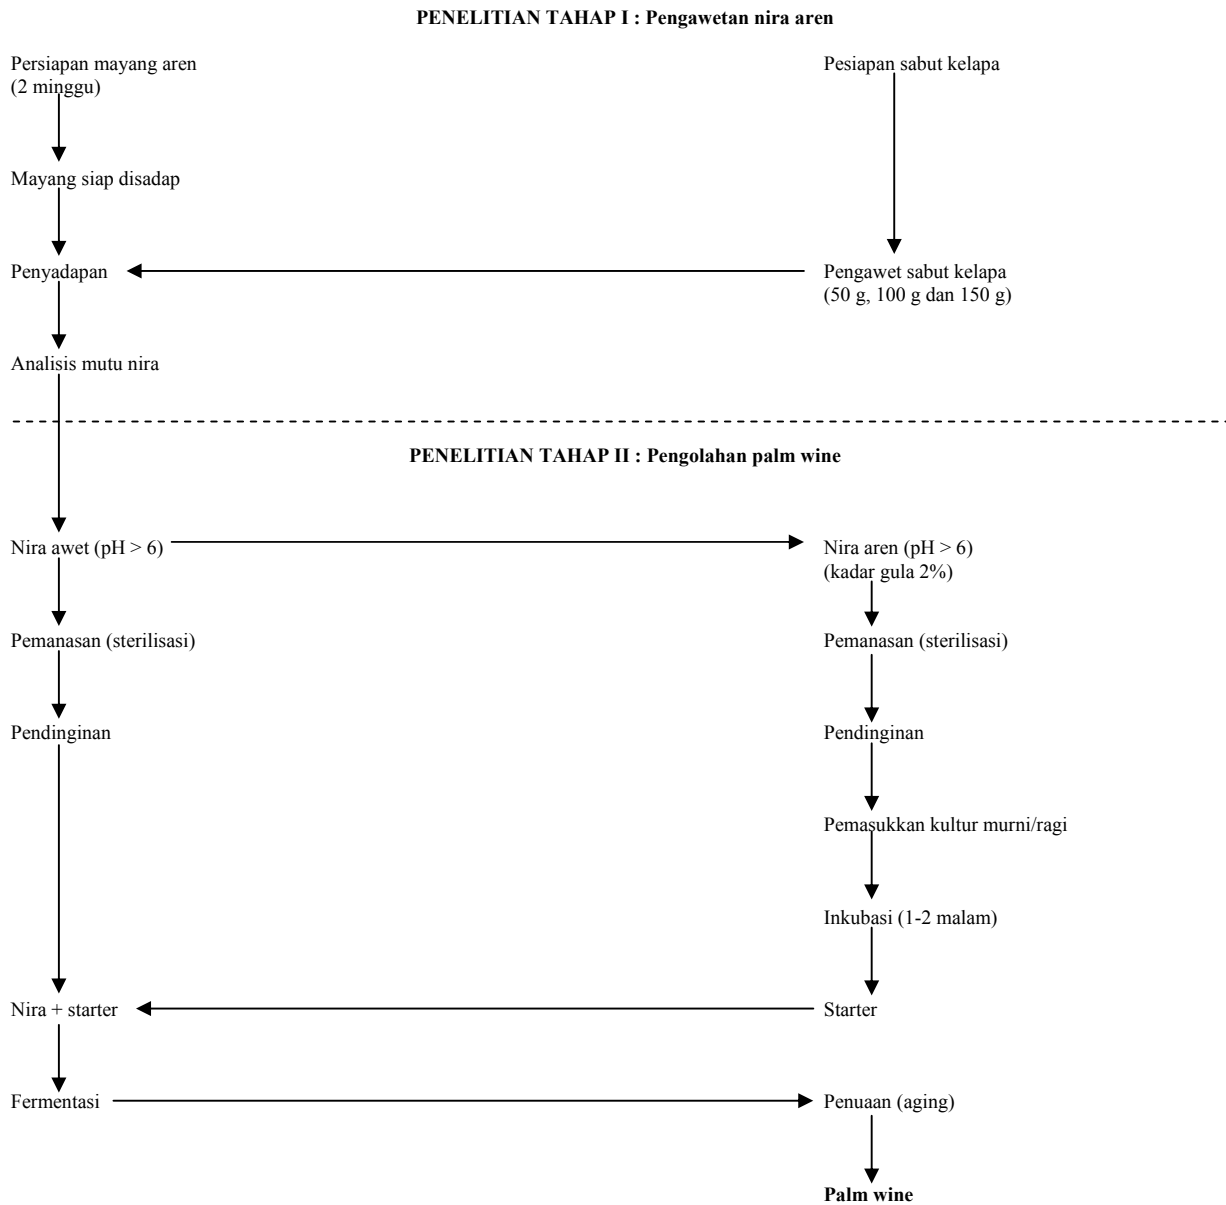 PENELITIAN TAHAP I : Pengawetan nira aren
Persiapan mayang aren
(2 minggu)
Pesiapan sabut kelapa
Mayang siap disadap
Penyadapan
Pengawet sabut kelapa
(50 g, 100 g dan 150 g)
Analisis mutu nira
PENELITIAN TAHAP II : Pengolahan palm wine
Nira awet (pH > 6)
Nira aren (pH > 6)
(kadar gula 2%)
Pemanasan (sterilisasi)
Pemanasan (sterilisasi)
Pendinginan
Pendinginan
Pemasukkan kultur murni/ragi
Inkubasi (1-2 malam)
Nira + starter
Starter
Fermentasi
Penuaan (aging)
Palm wine